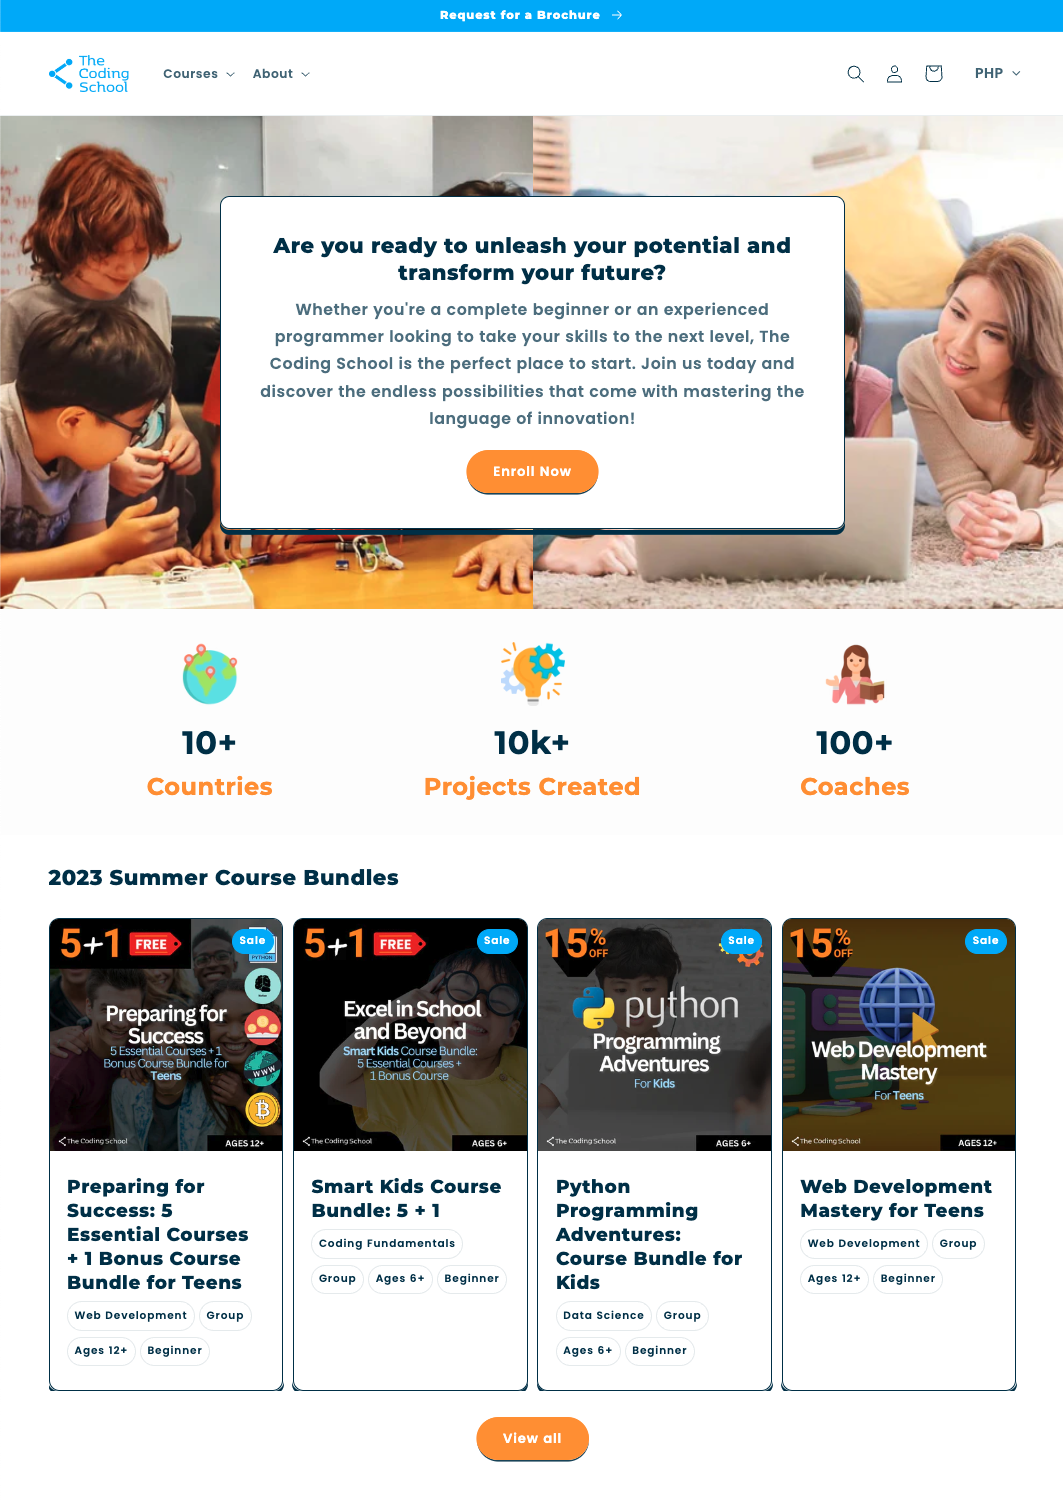 Request for a Brochure
The
Coding
School
Courses
About
PHP
Are you ready to unleash your potential and
transform your future?
Whether you're a complete beginner or an experienced
programmer looking to take your skills to the next level, The
Coding School is the perfect place to start. Join us today and
discover the endless possibilities that come with mastering the
language of innovation!
Enroll Now
10+
Countries
10k+
Projects Created
100+
Coaches
2023 Summer Course Bundles
5+1 FREE
Sale
PYTHON
Preparing for
Success
5 Essential Courses +1
Bonus Course Bundle for
Teens
WWW
The Coding School
AGES 12+
Preparing for
Success: 5
Essential Courses
+ 1 Bonus Course
Bundle for Teens
Web Development
Group
Ages 12+
Beginner
5+1 FREE
Sale
Excel in School
and Beyond
Smart Kids Course Bundle:
5 Essential Courses +
1 Bonus Course
The Coding School
AGES 6+
Smart Kids Course
Bundle: 5 + 1
Coding Fundamentals
Group
Ages 6+
Beginner
15% OFF
Sale
python
Programming
Adventures
For Kids
The Coding School
AGES 6+
Python
Programming
Adventures:
Course Bundle for
Kids
Data Science
Group
Ages 6+
Beginner
15% OFF
Sale
Web Development
Mastery
For Teens
The Coding School
AGES 12+
Web Development
Mastery for Teens
Web Development
Group
Ages 12+
Beginner
View all